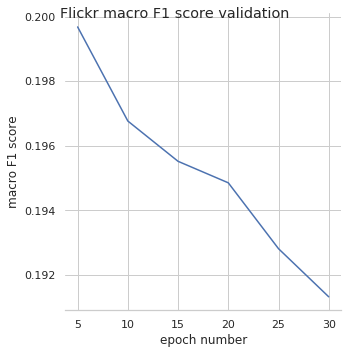 Flickr macro F1 score validation
0.200
0.198
0.196
0.194
0.192
macro F1 score
5 10 15 20 25 30
epoch number